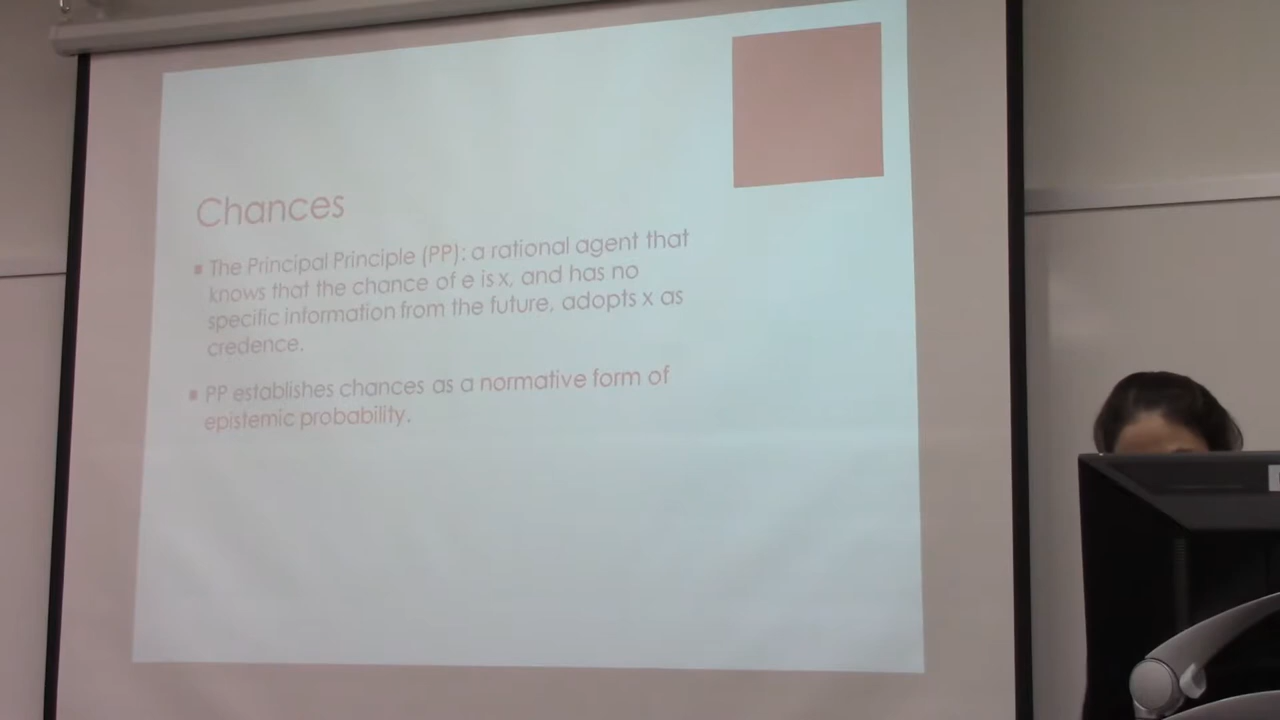 Chances
The Principal Principle (PP): a rational agent that
knows that the chance of e is x, and has no
specific information from the future, adopts x as
credence.
PP establishes chances as a normative form of
epistemic probability.